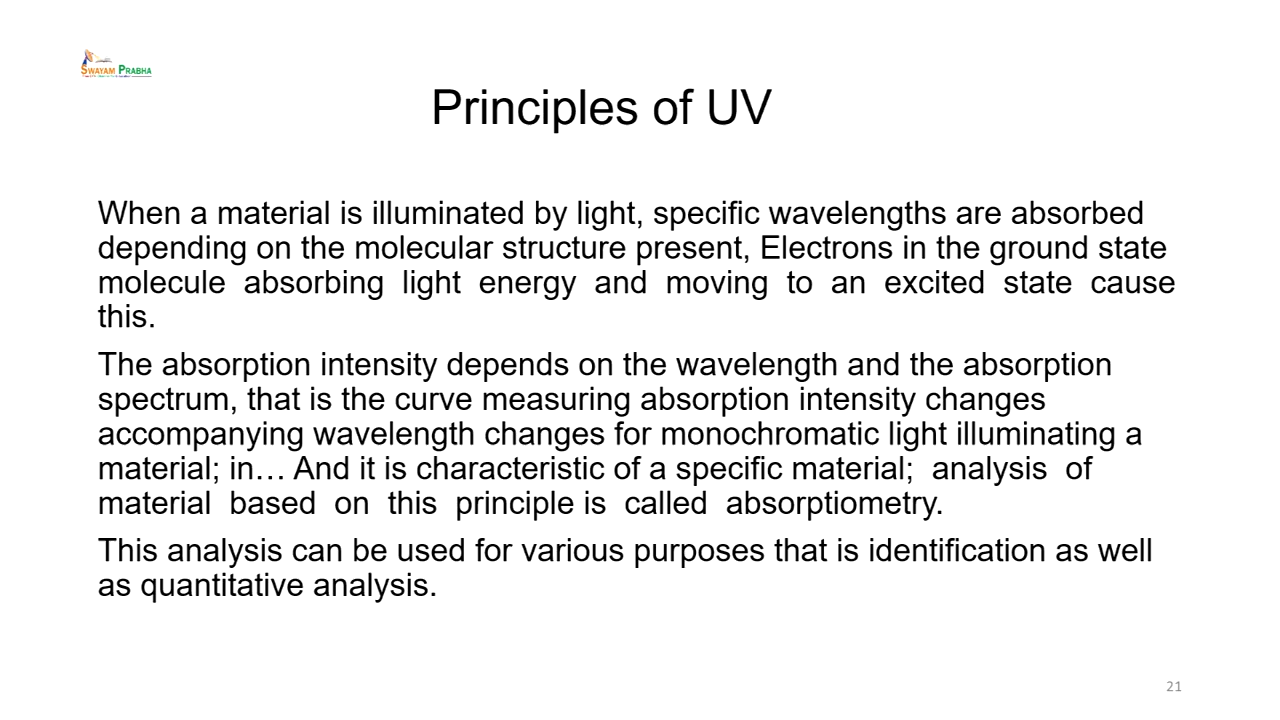 SWAYAM PRABHA
Principles of UV
When a material is illuminated by light, specific wavelengths are absorbed
depending on the molecular structure present, Electrons in the ground state
molecule absorbing light energy and moving to an excited state cause
this.
The absorption intensity depends on the wavelength and the absorption
spectrum, that is the curve measuring absorption intensity changes
accompanying wavelength changes for monochromatic light illuminating a
material; in… And it is characteristic of a specific material; analysis of
material based on this principle is called absorptiometry.
This analysis can be used for various purposes that is identification as well
as quantitative analysis.
21